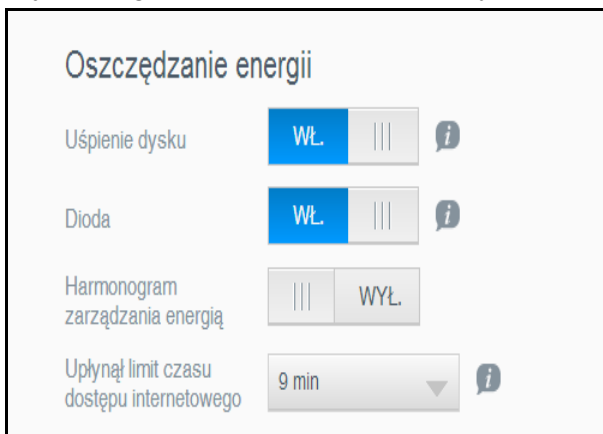 Oszczędzanie energii
Uśpienie dysku WŁ.
Dioda WŁ.
Harmonogram
zarządzania energią WYŁ.
Upłynął limit czasu
dostępu internetowego 9 min